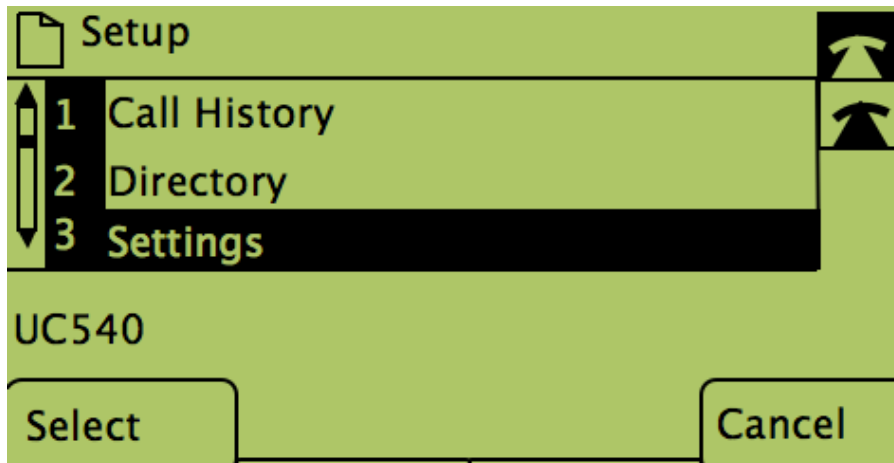 Setup
1 Call History
2 Directory
3 Settings
UC540
Select Cancel